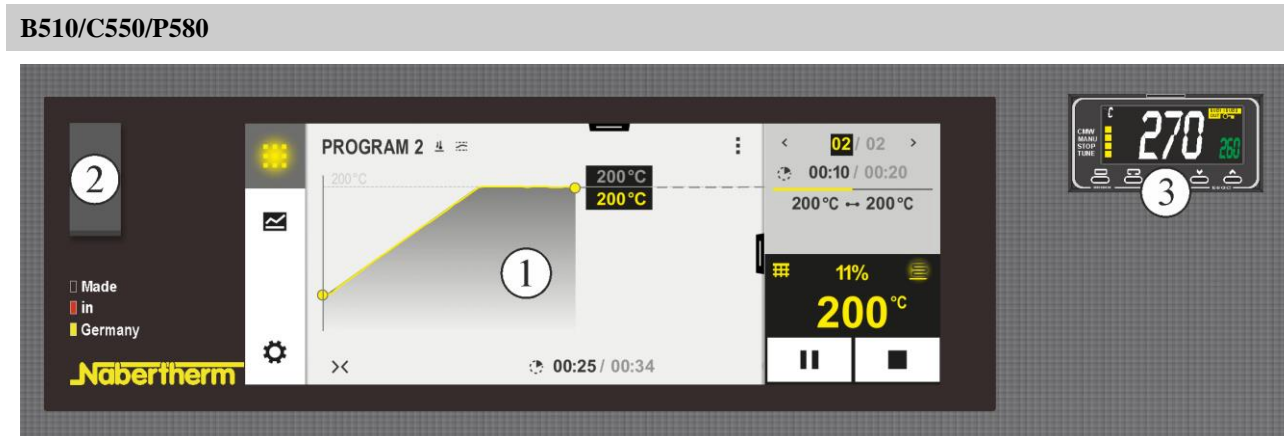 B510/C550/P580
PROGRAM 2
200°C
200°C
200°C
02 / 02
00:10 / 00:20
200°C ↔ 200°C
11%
200 °C
00:25 / 00:34
Made
in
Germany
Nabertherm
1
2
3
C
270
260
CMW
MANU
STOP
TUNE